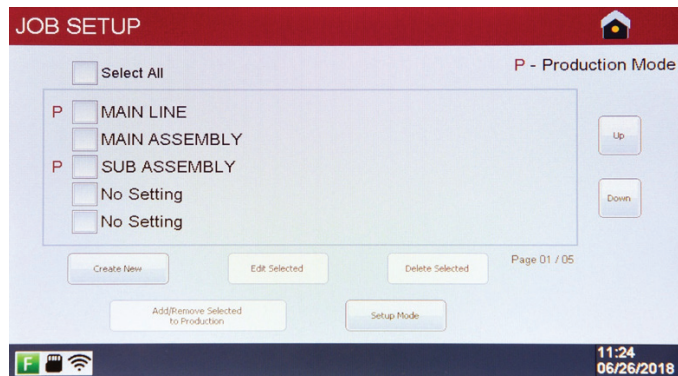 JOB SETUP
Select All
P - Production Mode
P MAIN LINE
MAIN ASSEMBLY
P SUB ASSEMBLY
No Setting
No Setting
Up
Down
Create New
Edit Selected
Delete Selected
Page 01 / 05
Add/Remove Selected
to Production
Setup Mode
F
11:24
06/26/2018